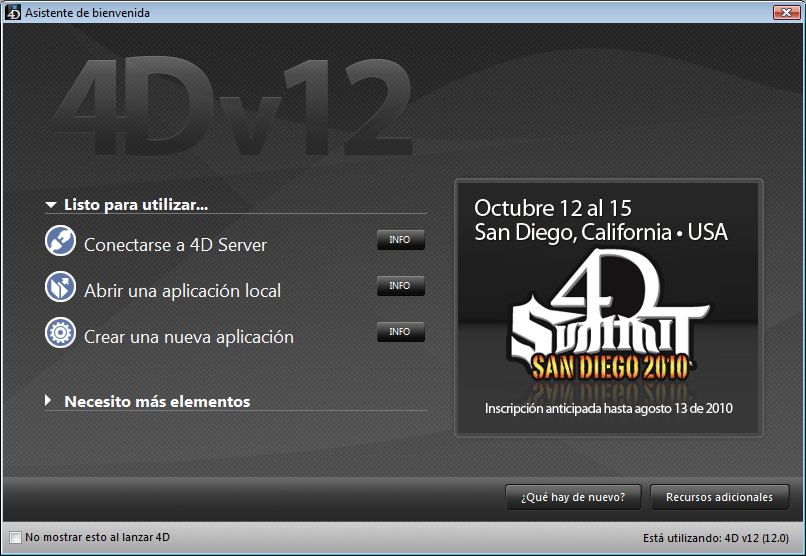 Asistente de bienvenida
4Dv12
Listo para utilizar...
Conectarse a 4D Server
INFO
Abrir una aplicación local
INFO
Crear una nueva aplicación
INFO
Necesito más elementos
Octubre 12 al 15
San Diego, California • USA
4D
SUMMIT
SAN DIEGO 2010
Inscripción anticipada hasta agosto 13 de 2010
¿Qué hay de nuevo?
Recursos adicionales
No mostrar esto al lanzar 4D
Está utilizando: 4D v12 (12.0)